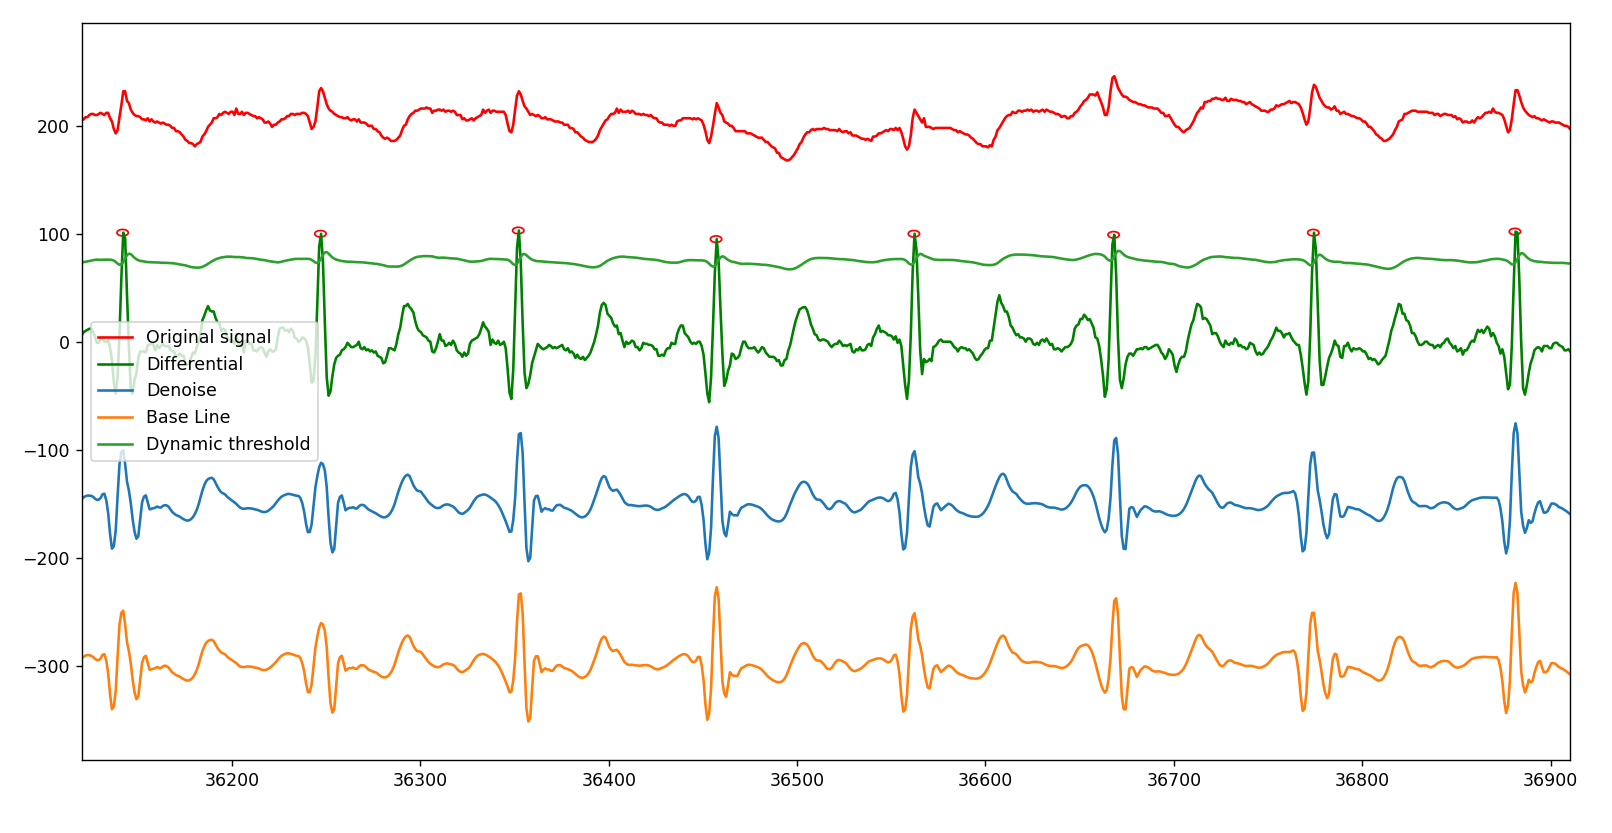 200
100
0
−100
−200
−300
Original signal
Differential
Denoise
Base Line
Dynamic threshold
36200 36300 36400 36500 36600 36700 36800 36900